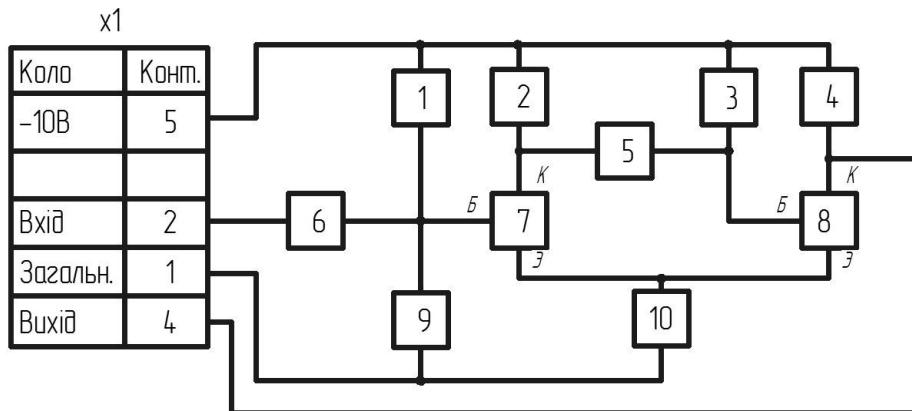 x1
Коло Конт.
-10В 5
Вхід 2
Загальн. 1
Вихід 4
1
2
3
4
5
К
К
Б
Б
6
7
8
Э
Э
9
10